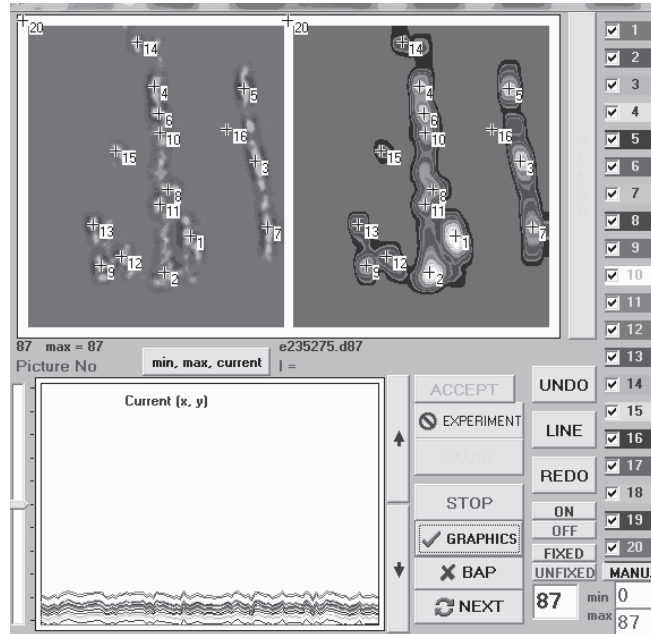 20
20
14
14
4
4
5
5
6
6
10
10
16
16
15
15
3
3
8
8
11
11
13
13
1
1
7
7
12
12
9
9
2
2
87 max = 87
e235275.d87
Picture No
min, max, current
I =
Current (x, y)
ACCEPT
EXPERIMENT
PAUSE
STOP
GRAPHICS
BAP
NEXT
UNDO
LINE
REDO
ON
OFF
FIXED
UNFIXED
87
1
2
3
4
5
6
7
8
9
10
11
12
13
14
15
16
17
18
19
20
MANU
min 0
max 87